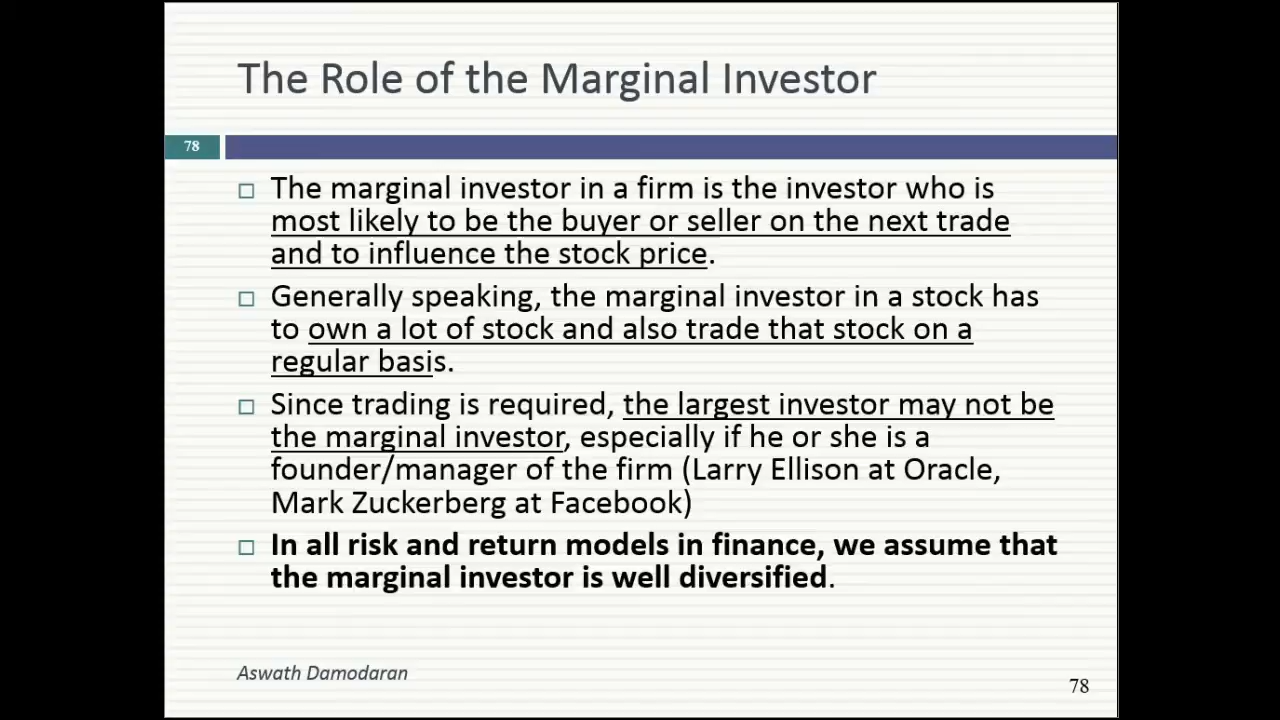 The Role of the Marginal Investor
78
The marginal investor in a firm is the investor who is
most likely to be the buyer or seller on the next trade
and to influence the stock price.
Generally speaking, the marginal investor in a stock has
to own a lot of stock and also trade that stock on a
regular basis.
Since trading is required, the largest investor may not be
the marginal investor, especially if he or she is a
founder/manager of the firm (Larry Ellison at Oracle,
Mark Zuckerberg at Facebook)
In all risk and return models in finance, we assume that
the marginal investor is well diversified.
Aswath Damodaran
78